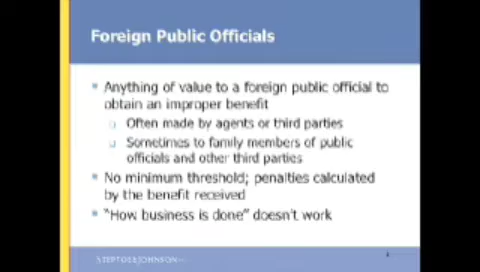 Foreign Public Officials
Anything of value to a foreign public official to
obtain an improper benefit
Often made by agents or third parties
Sometimes to family members of public
officials and other third parties
No minimum threshold; penalties calculated
by the benefit received
"How business is done" doesn't work
STEPTOE & JOHNSON